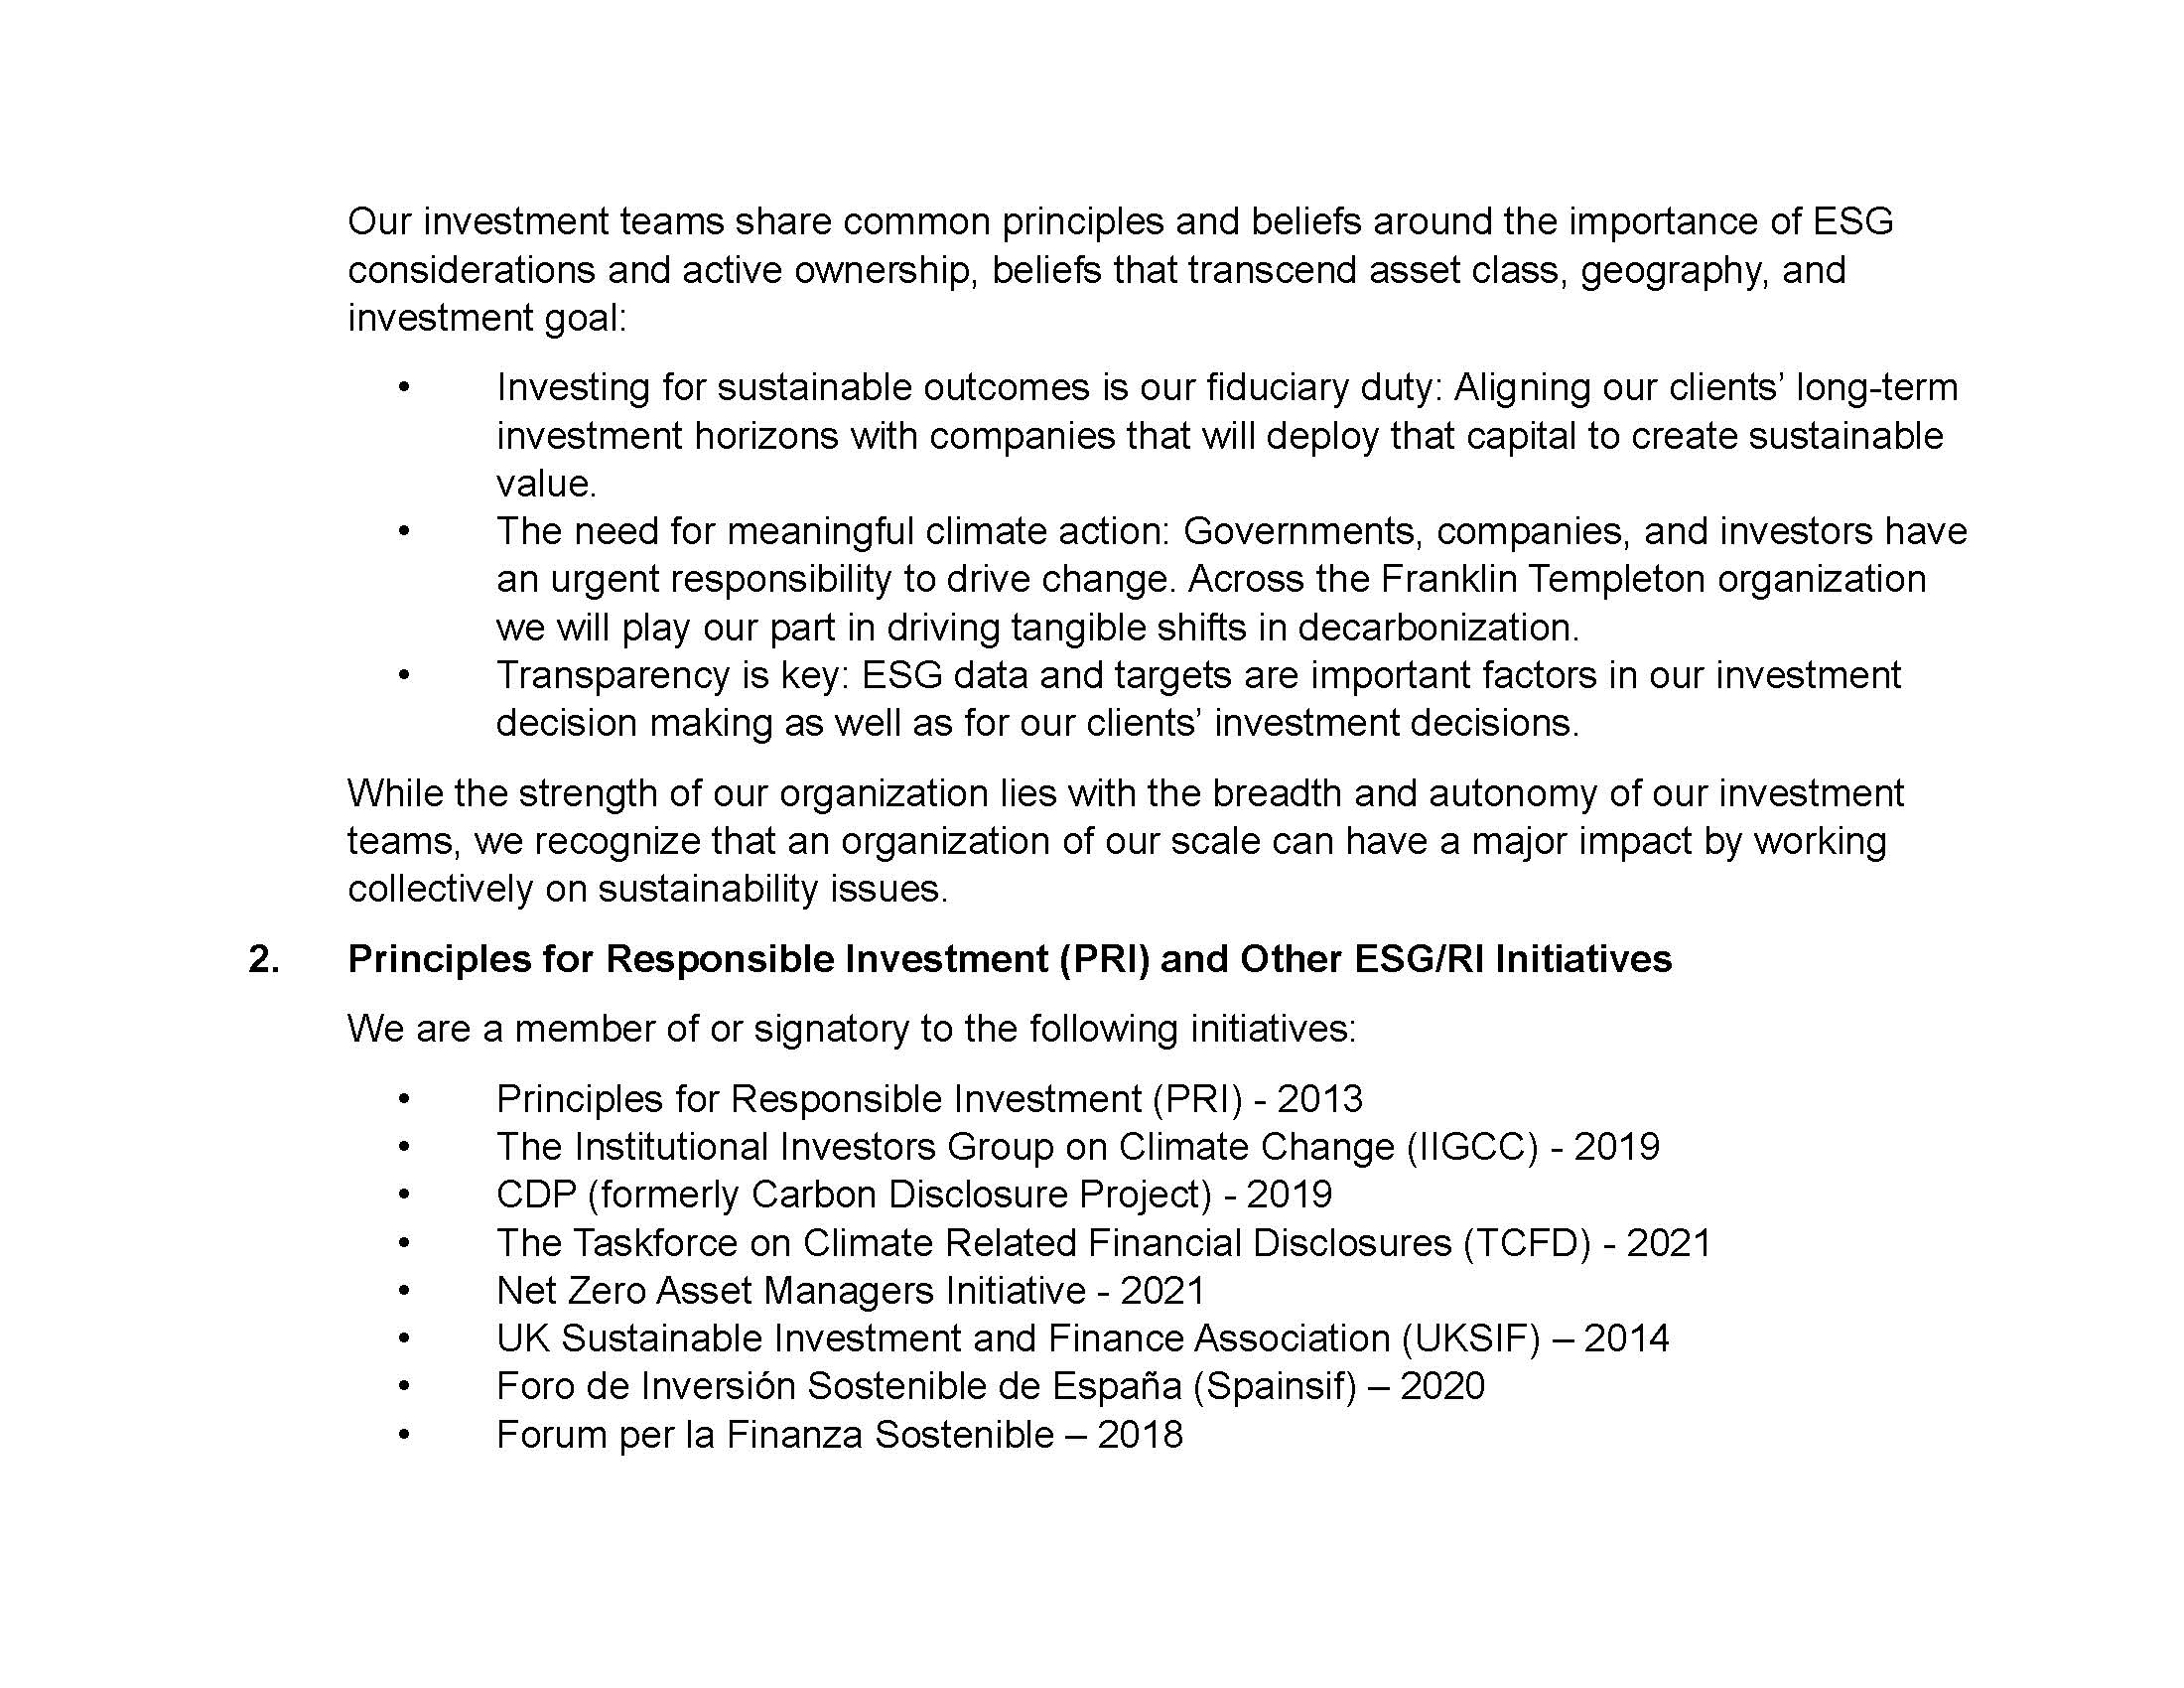 Our investment teams share common principles and beliefs around the importance of ESG
considerations and active ownership, beliefs that transcend asset class, geography, and
investment goal:
• Investing for sustainable outcomes is our fiduciary duty: Aligning our clients’ long-term
investment horizons with companies that will deploy that capital to create sustainable
value.
• The need for meaningful climate action: Governments, companies, and investors have
an urgent responsibility to drive change. Across the Franklin Templeton organization
we will play our part in driving tangible shifts in decarbonization.
• Transparency is key: ESG data and targets are important factors in our investment
decision making as well as for our clients’ investment decisions.
While the strength of our organization lies with the breadth and autonomy of our investment
teams, we recognize that an organization of our scale can have a major impact by working
collectively on sustainability issues.
2. Principles for Responsible Investment (PRI) and Other ESG/RI Initiatives
We are a member of or signatory to the following initiatives:
• Principles for Responsible Investment (PRI) - 2013
• The Institutional Investors Group on Climate Change (IIGCC) - 2019
• CDP (formerly Carbon Disclosure Project) - 2019
• The Taskforce on Climate Related Financial Disclosures (TCFD) - 2021
• Net Zero Asset Managers Initiative - 2021
• UK Sustainable Investment and Finance Association (UKSIF) – 2014
• Foro de Inversión Sostenible de España (Spainsif) – 2020
• Forum per la Finanza Sostenible – 2018